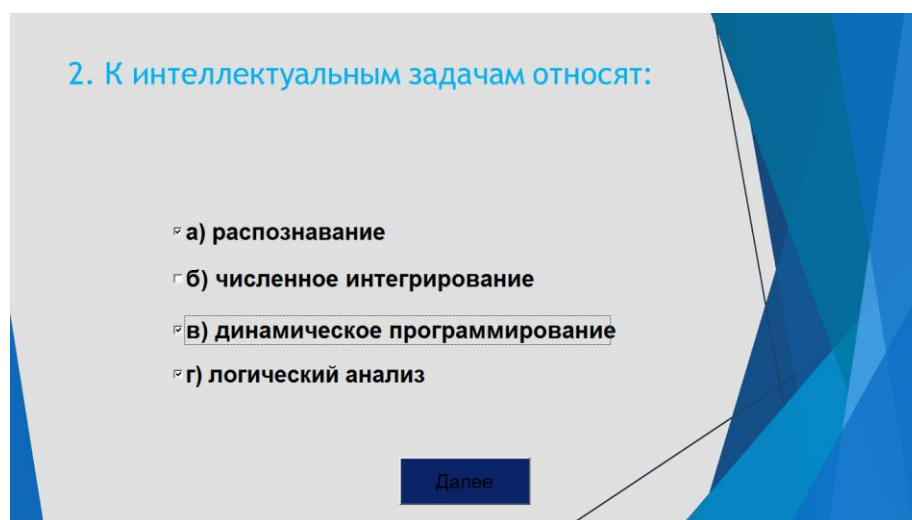 2. К интеллектуальным задачам относят:
а) распознавание
б) численное интегрирование
в) динамическое программирование
г) логический анализ
Далее